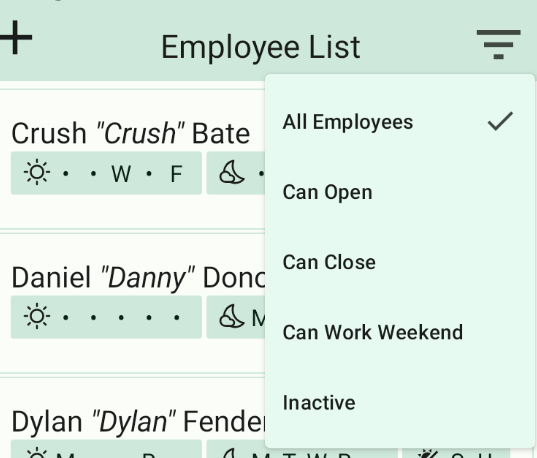 + Employee List
All Employees
Crush "Crush" Bate
· · W · F ·
Can Open
Can Close
Daniel "Danny" Dono
· · · · · M
Can Work Weekend
Inactive
Dylan "Dylan" Fender